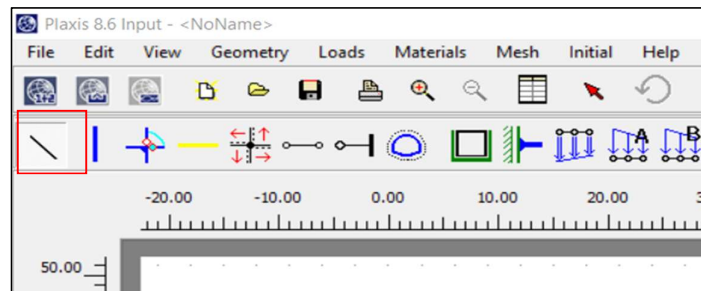 Plaxis 8.6 Input - <NoName>
File Edit View Geometry Loads Materials Mesh Initial Help
A B
-20.00 -10.00 0.00 10.00 20.00 3
50.00